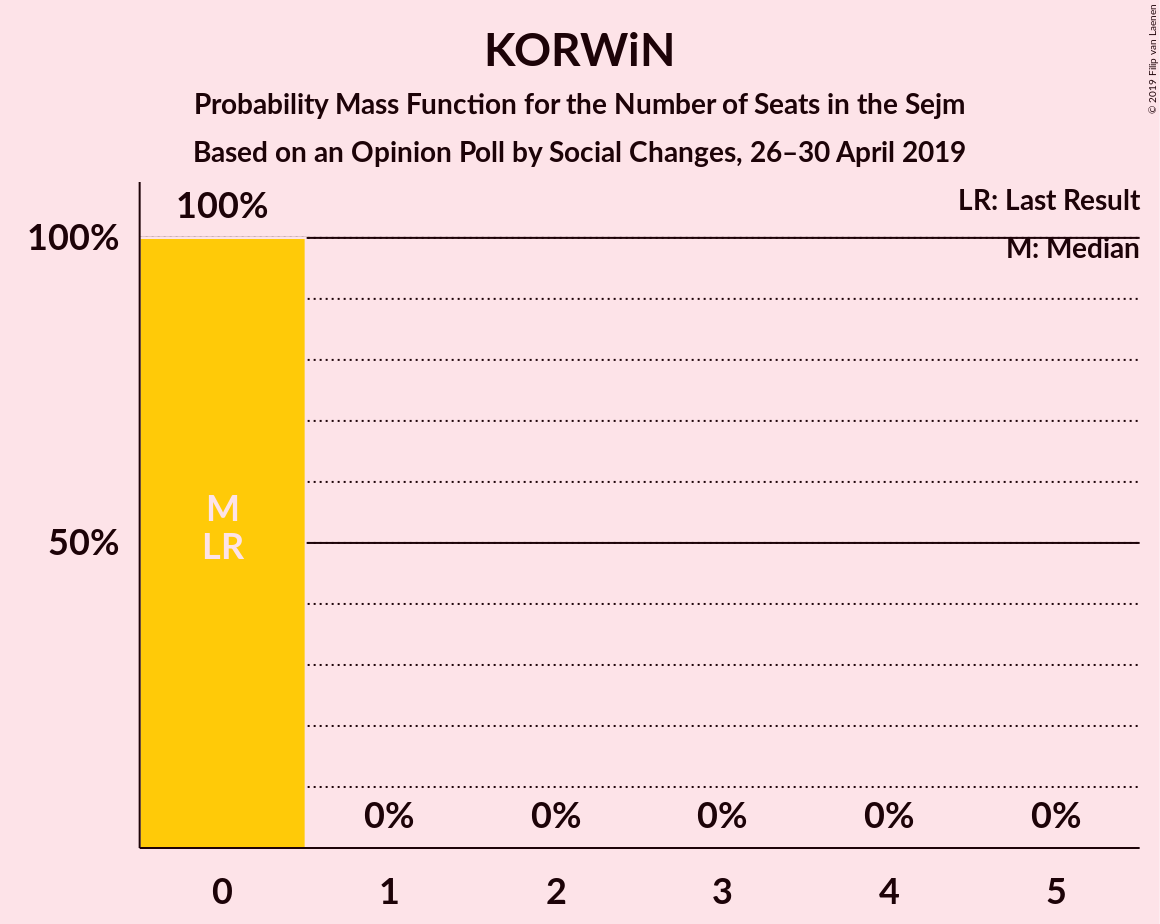 KORWiN
Probability Mass Function for the Number of Seats in the Sejm
Based on an Opinion Poll by Social Changes, 26–30 April 2019
© 2019 Filip van Laenen
LR: Last Result
M: Median
100%
100%
50%
M
LR
0% 0% 0% 0% 0%
0 1 2 3 4 5